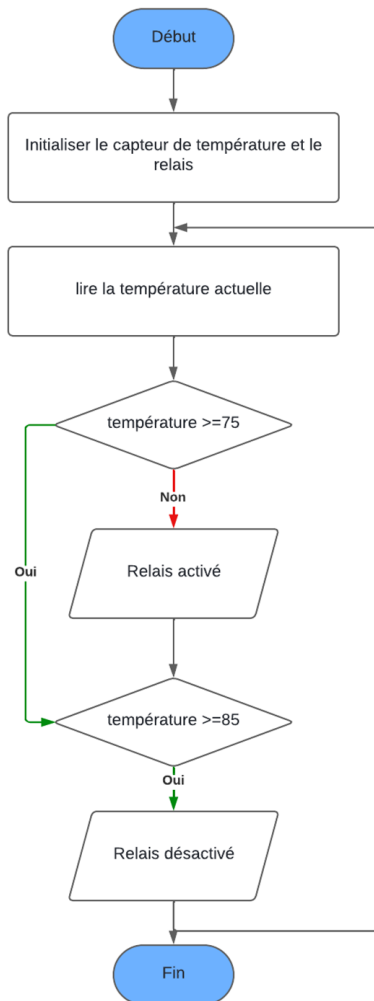 Début
Initialiser le capteur de température et le
relais
lire la température actuelle
température >=75
Non
Relais activé
Oui
température >=85
Oui
Relais désactivé
Fin